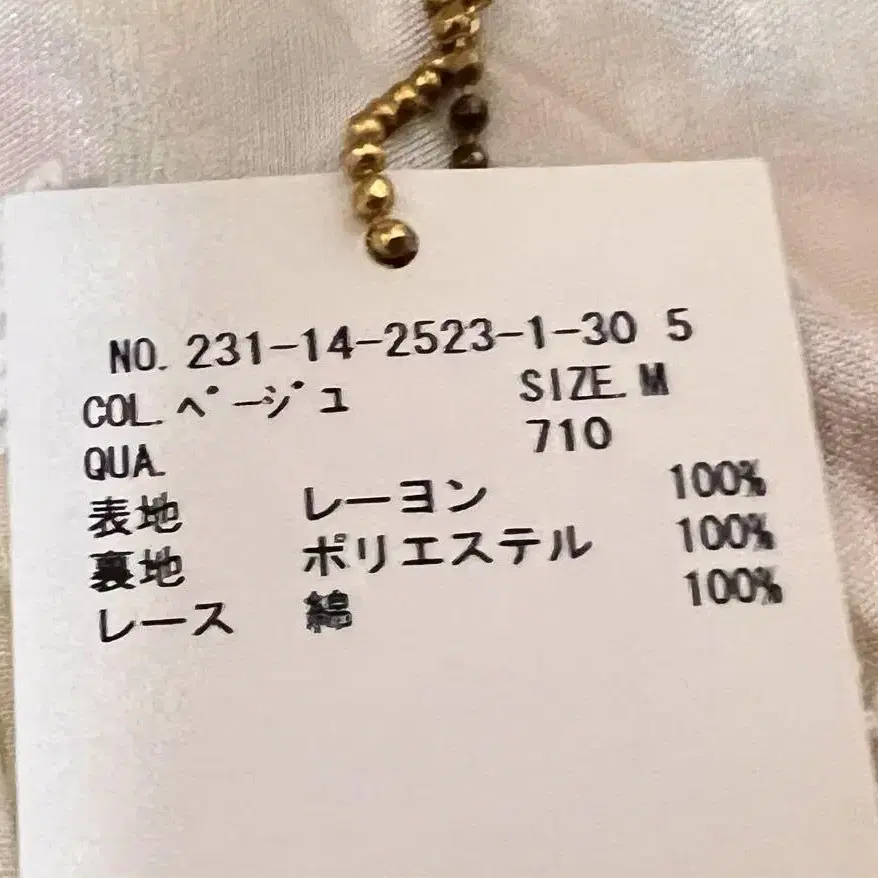 NO. 231-14-2523-1-30 5
COL. ベージュ SIZE. M
QUA. 710
表地 レーヨン 100%
裏地 ポリエステル 100%
レース 綿 100%